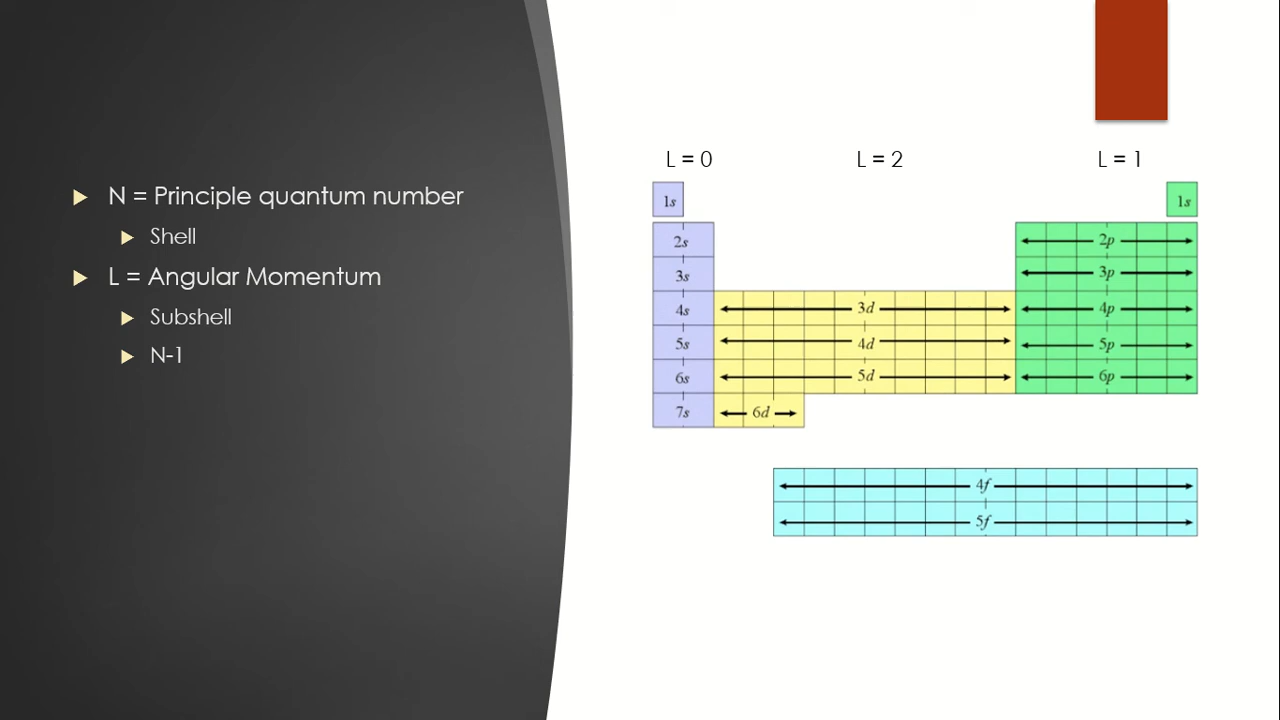 N = Principle quantum number
Shell
L = Angular Momentum
Subshell
N-1
L = 0 L = 2 L = 1
1s 1s
2s 2p
3s 3p
4s 3d 4p
5s 4d 5p
6s 5d 6p
7s 6d
4f
5f